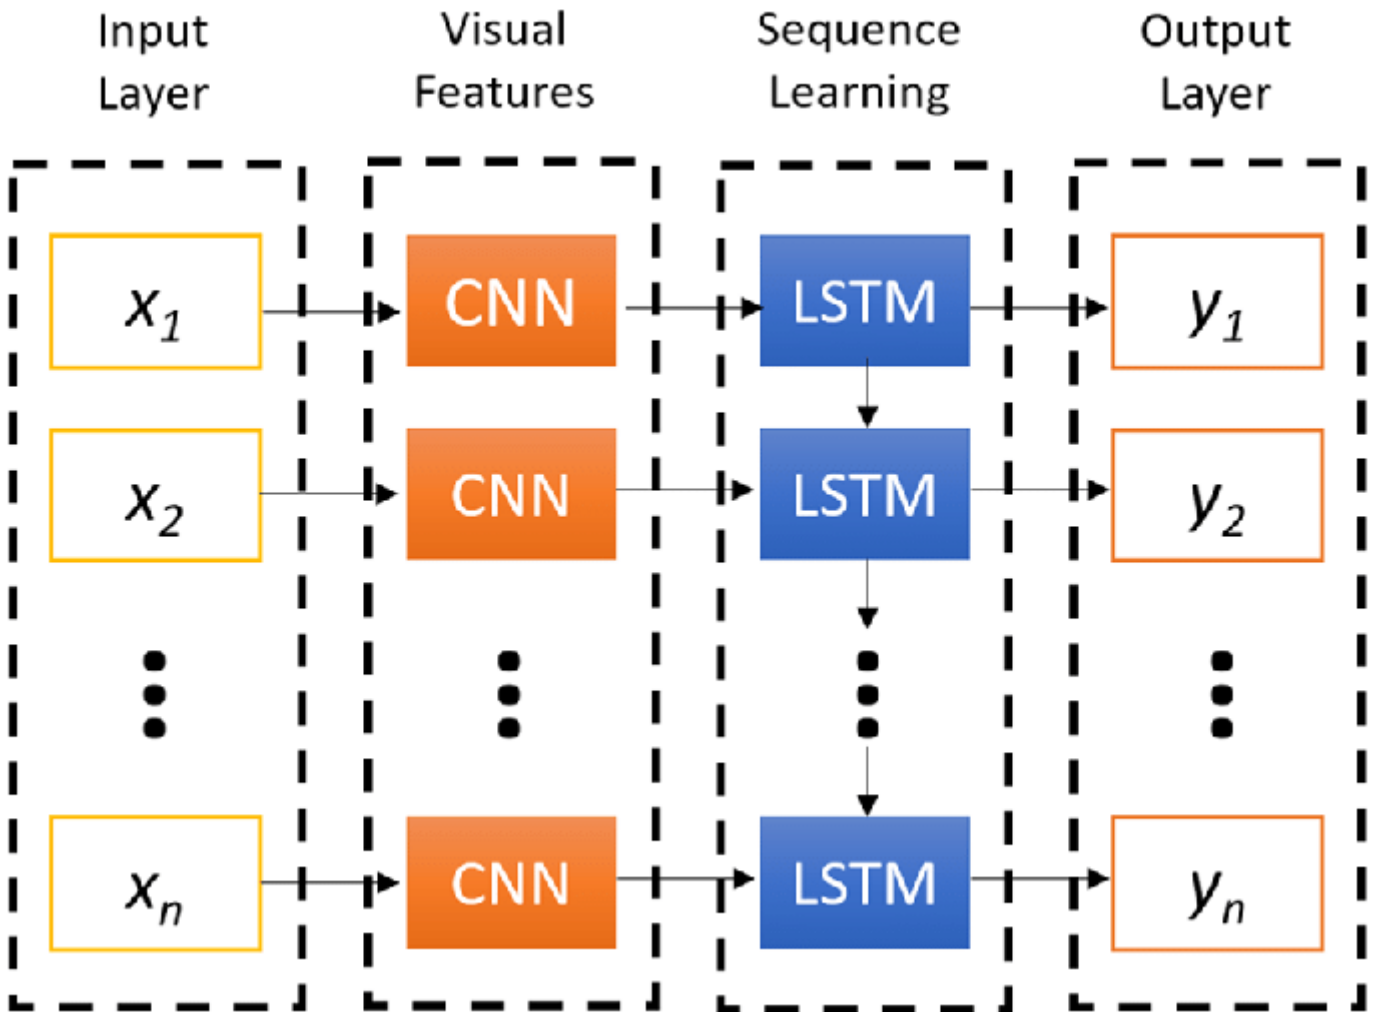 Input
Layer
Visual
Features
Sequence
Learning
Output
Layer
x1
CNN
LSTM
y1
x2
CNN
LSTM
y2
xn
CNN
LSTM
yn